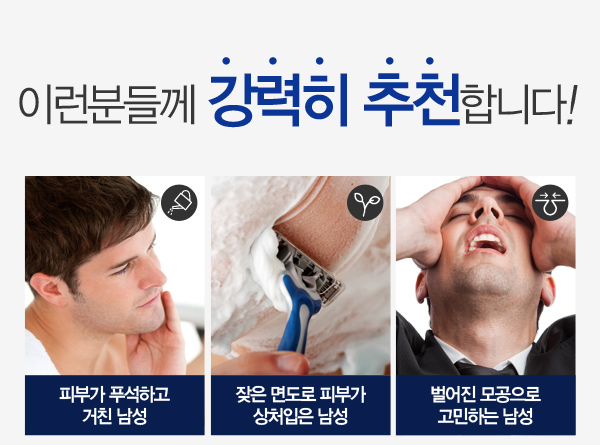 이런분들께 강력히 추천합니다!
피부가 푸석하고
거친 남성
잦은 면도로 피부가
상처입은 남성
벌어진 모공으로
고민하는 남성